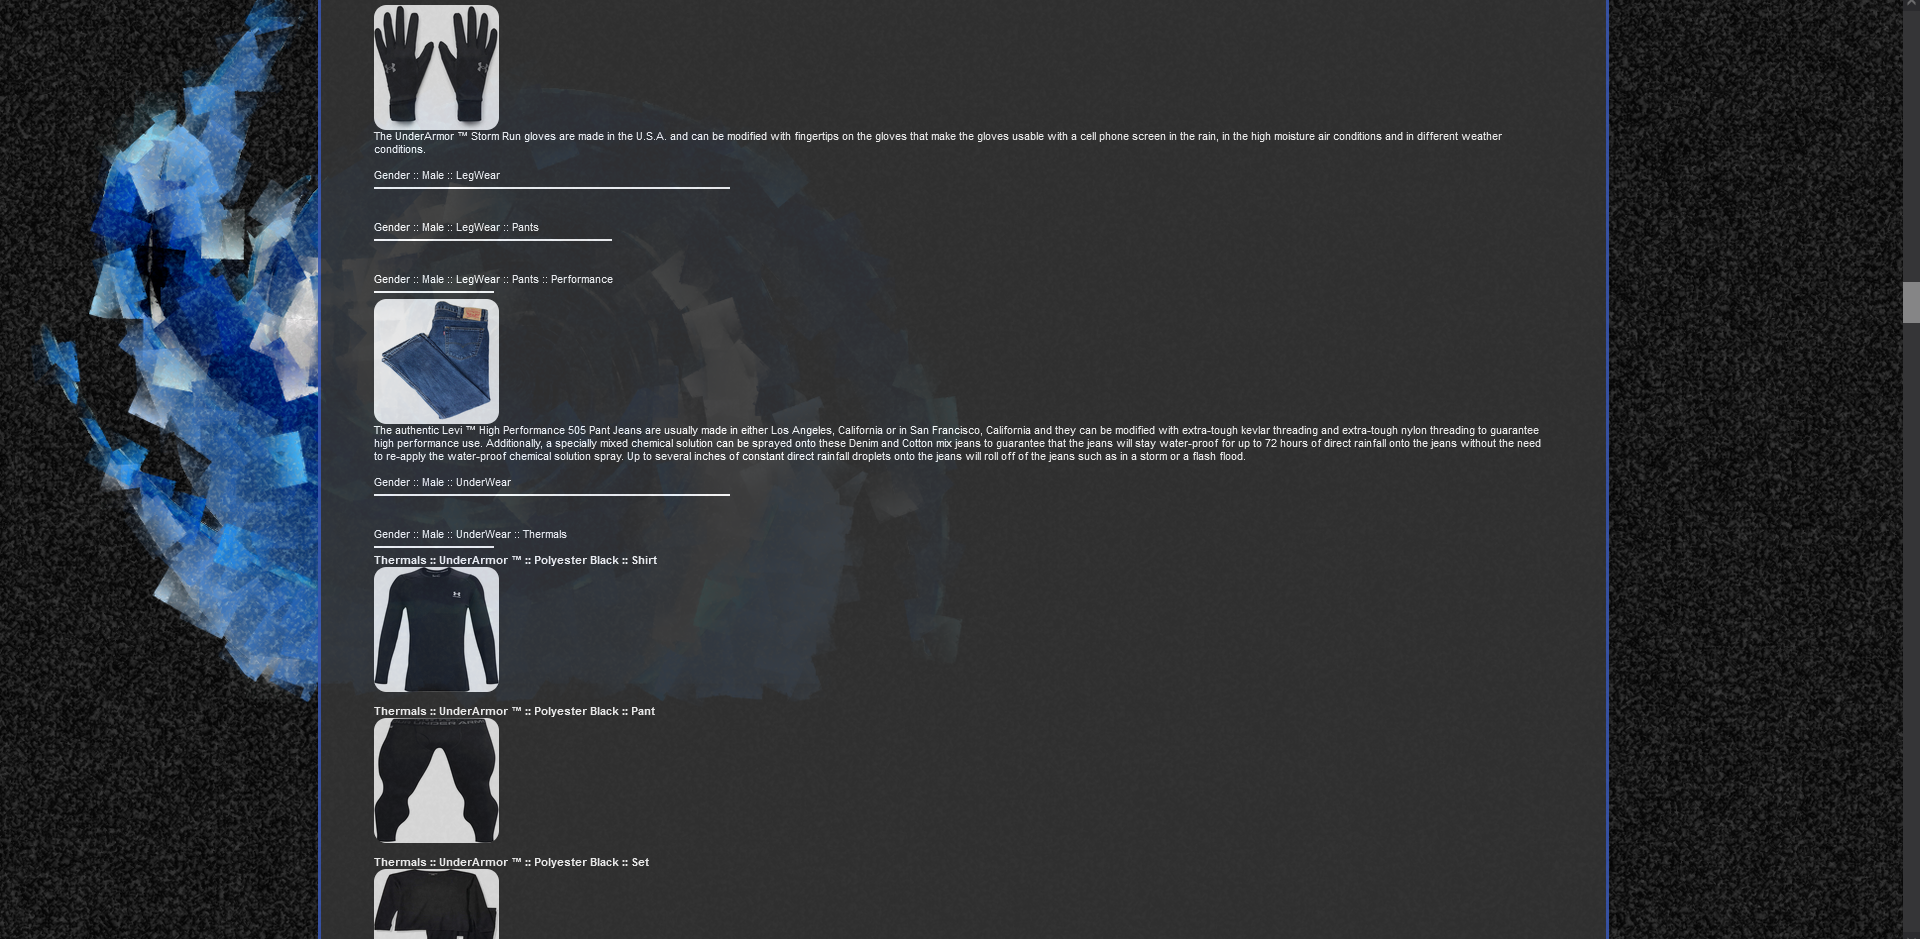 The UnderArmor ™ Storm Run gloves are made in the U.S.A. and can be modified with fingertips on the gloves that make the gloves usable with a cell phone screen in the rain, in the high moisture air conditions and in different weather
conditions.
Gender :: Male :: LegWear
Gender :: Male :: LegWear :: Pants
Gender :: Male :: LegWear :: Pants :: Performance
The authentic Levi ™ High Performance 505 Pant Jeans are usually made in either Los Angeles, California or in San Francisco, California and they can be modified with extra-tough kevlar threading and extra-tough nylon threading to guarantee
high performance use. Additionally, a specially mixed chemical solution can be sprayed onto these Denim and Cotton mix jeans to guarantee that the jeans will stay water-proof for up to 72 hours of direct rainfall onto the jeans without the need
to re-apply the water-proof chemical solution spray. Up to several inches of constant direct rainfall droplets onto the jeans will roll off of the jeans such as in a storm or a flash flood.
Gender :: Male :: UnderWear
Gender :: Male :: UnderWear :: Thermals
Thermals :: UnderArmor ™ :: Polyester Black :: Shirt
Thermals :: UnderArmor ™ :: Polyester Black :: Pant
Thermals :: UnderArmor ™ :: Polyester Black :: Set